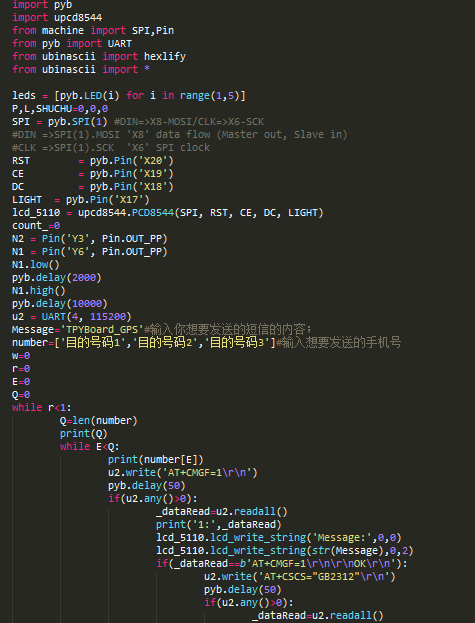 import pyb
import upcd8544
from machine import SPI,Pin
from pyb import UART
from ubinascii import hexlify
from ubinascii import *
leds = [pyb.LED(i) for i in range(1,5)]
P,L,SHUCHU=0,0,0
SPI = pyb.SPI(1) #DIN=>X8-MOSI/CLK=>X6-SCK
#DIN =>SPI(1).MOSI 'X8' data flow (Master out, Slave in)
#CLK =>SPI(1).SCK  'X6' SPI clock
RST       = pyb.Pin('X20')
CE        = pyb.Pin('X19')
DC        = pyb.Pin('X18')
LIGHT  = pyb.Pin('X17')
lcd_5110 = upcd8544.PCD8544(SPI, RST, CE, DC, LIGHT)
count_=0
N2 = Pin('Y3', Pin.OUT_PP)
N1 = Pin('Y6', Pin.OUT_PP)
N1.low()
pyb.delay(2000)
N1.high()
pyb.delay(10000)
u2 = UART(4, 115200)
Message='TPYBoard_GPS'#输入你想要发送的短信的内容；
number=['目的号码1','目的号码2','目的号码3']#输入想要发送的手机号
w=0
r=0
E=0
Q=0
while r<1:
        Q=len(number)
        print(Q)
        while E<Q:
                print(number[E])
                u2.write('AT+CMGF=1\r\n')
                pyb.delay(50)
                if(u2.any()>0):
                        _dataRead=u2.readall()
                        print('1:',_dataRead)
                        lcd_5110.lcd_write_string('Message:',0,0)
                        lcd_5110.lcd_write_string(str(Message),0,2)
                        if(_dataRead==b'AT+CMGF=1\r\n\r\nOK\r\n'):
                                u2.write('AT+CSCS="GB2312"\r\n')
                                pyb.delay(50)
                                if(u2.any()>0):
                                        _dataRead=u2.readall()